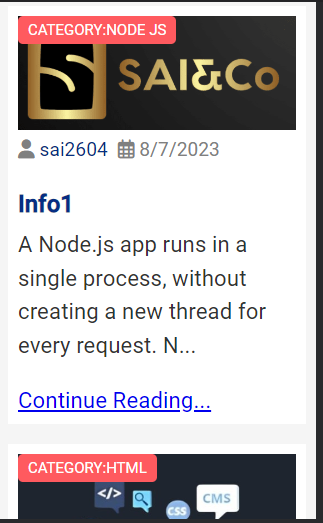 CATEGORY:NODE JS
SAI&Co
sai2604 8/7/2023
Info1
A Node.js app runs in a
single process, without
creating a new thread for
every request. N...
Continue Reading...
CATEGORY:HTML
</> CMS
CSS